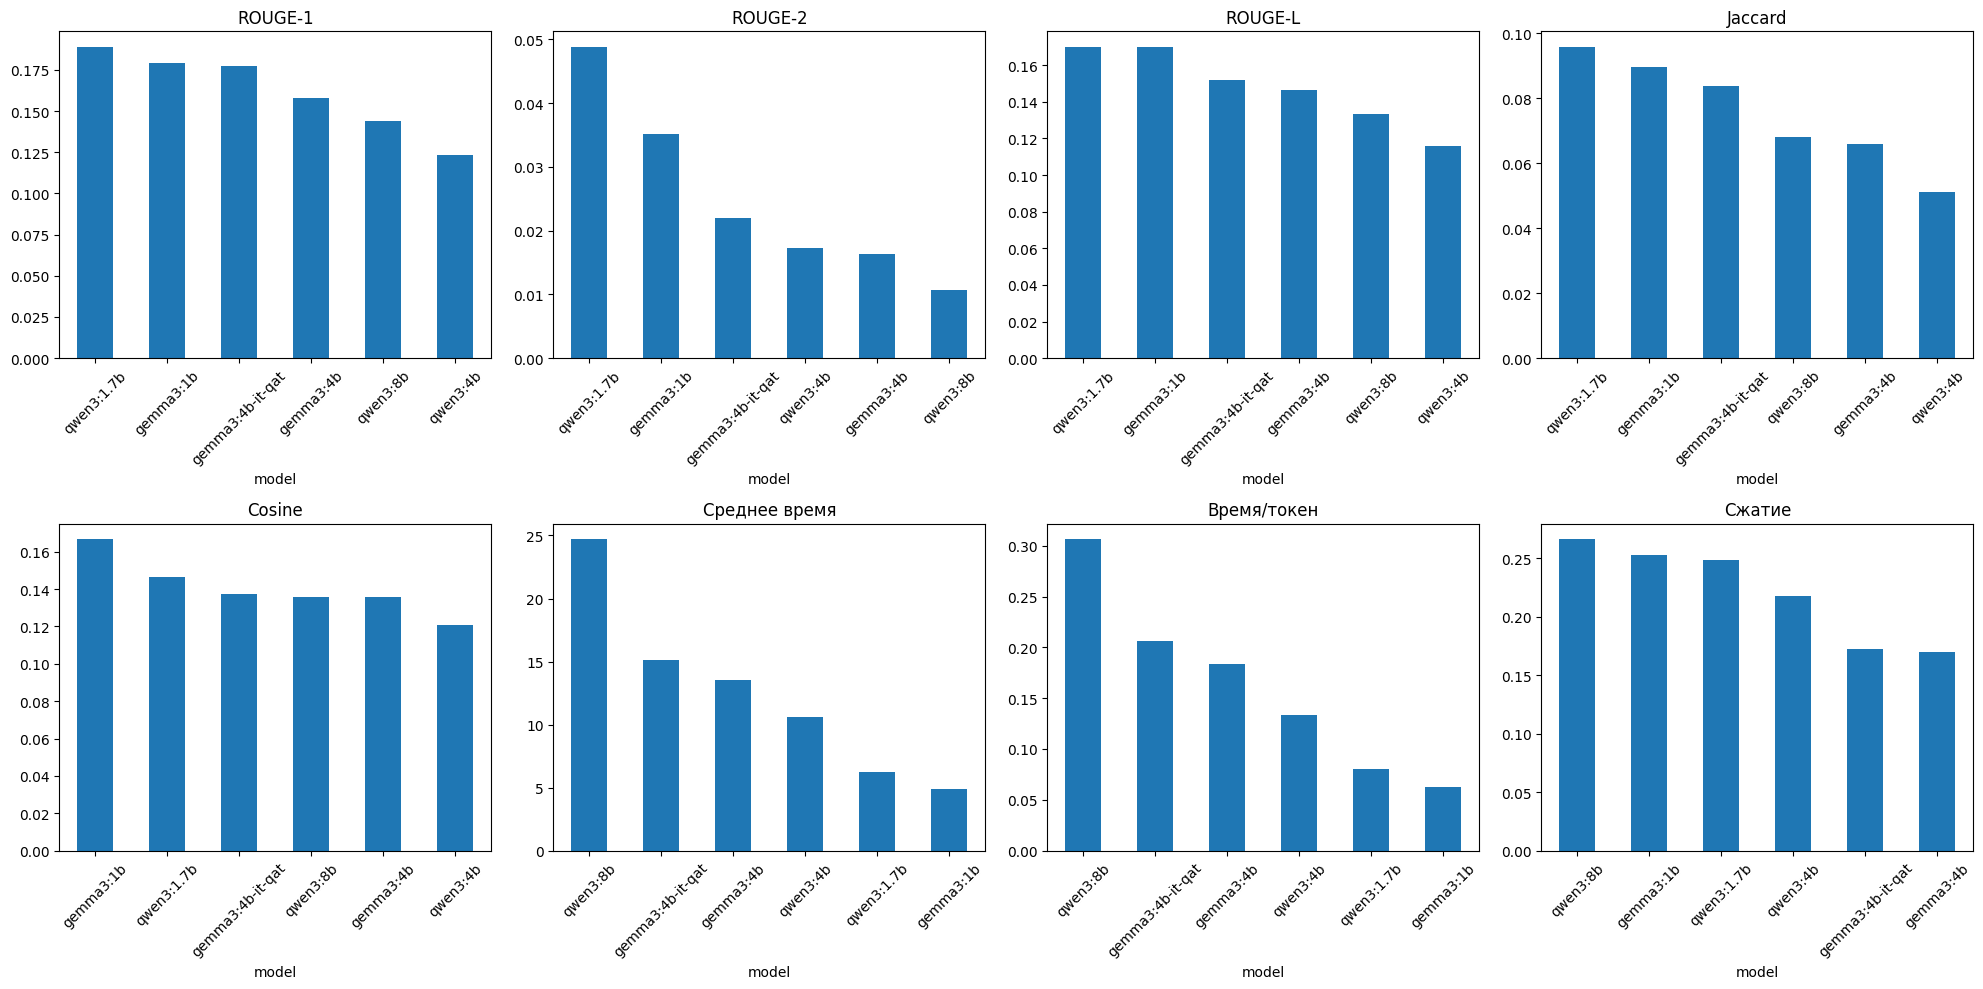 ROUGE-1
0.175
0.150
0.125
0.100
0.075
0.050
0.025
0.000
qwen3:1.7b
gemma3:1b
gemma3:4b-it-qat
gemma3:4b
qwen3:8b
qwen3:4b
model
ROUGE-2
0.05
0.04
0.03
0.02
0.01
0.00
qwen3:1.7b
gemma3:1b
gemma3:4b-it-qat
qwen3:4b
gemma3:4b
qwen3:8b
model
ROUGE-L
0.16
0.14
0.12
0.10
0.08
0.06
0.04
0.02
0.00
qwen3:1.7b
gemma3:1b
gemma3:4b-it-qat
gemma3:4b
qwen3:8b
qwen3:4b
model
Jaccard
0.10
0.08
0.06
0.04
0.02
0.00
qwen3:1.7b
gemma3:1b
gemma3:4b-it-qat
qwen3:8b
gemma3:4b
qwen3:4b
model
Cosine
0.16
0.14
0.12
0.10
0.08
0.06
0.04
0.02
0.00
gemma3:1b
qwen3:1.7b
gemma3:4b-it-qat
qwen3:8b
gemma3:4b
qwen3:4b
model
Среднее время
25
20
15
10
5
0
qwen3:8b
gemma3:4b-it-qat
gemma3:4b
qwen3:4b
qwen3:1.7b
gemma3:1b
model
Время/токен
0.30
0.25
0.20
0.15
0.10
0.05
0.00
qwen3:8b
gemma3:4b-it-qat
gemma3:4b
qwen3:4b
qwen3:1.7b
gemma3:1b
model
Сжатие
0.25
0.20
0.15
0.10
0.05
0.00
qwen3:8b
gemma3:1b
qwen3:1.7b
qwen3:4b
gemma3:4b-it-qat
gemma3:4b
model